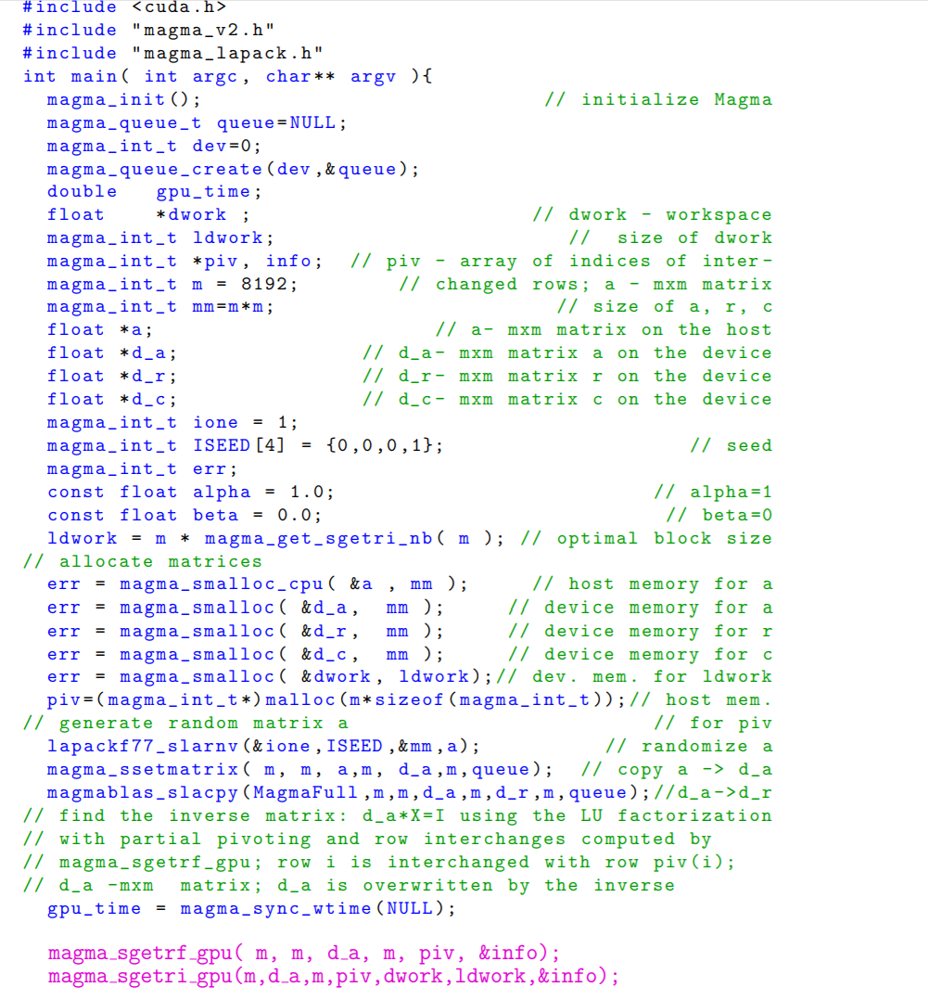 #include <cuda.h>
#include "magma_v2.h"
#include "magma_lapack.h"
int main( int argc, char** argv ){
magma_init(); // initialize Magma
magma_queue_t queue=NULL;
magma_int_t dev=0;
magma_queue_create(dev,&queue);
double gpu_time;
float *dwork ; // dwork - workspace
magma_int_t ldwork; // size of dwork
magma_int_t *piv, info; // piv - array of indices of inter-
magma_int_t m = 8192; // changed rows; a - mxm matrix
magma_int_t mm=m*m; // size of a, r, c
float *a; // a- mxm matrix on the host
float *d_a; // d_a- mxm matrix a on the device
float *d_r; // d_r- mxm matrix r on the device
float *d_c; // d_c- mxm matrix c on the device
magma_int_t ione = 1;
magma_int_t ISEED[4] = {0,0,0,1}; // seed
magma_int_t err;
const float alpha = 1.0; // alpha=1
const float beta = 0.0; // beta=0
ldwork = m * magma_get_sgetri_nb( m ); // optimal block size
// allocate matrices
err = magma_smalloc_cpu( &a , mm ); // host memory for a
err = magma_smalloc( &d_a, mm ); // device memory for a
err = magma_smalloc( &d_r, mm ); // device memory for r
err = magma_smalloc( &d_c, mm ); // device memory for c
err = magma_smalloc( &dwork, ldwork);// dev. mem. for ldwork
piv=(magma_int_t*)malloc(m*sizeof(magma_int_t));// host mem.
// generate random matrix a // for piv
lapackf77_slarnv(&ione,ISEED,&mm,a); // randomize a
magma_ssetmatrix( m, m, a,m, d_a,m,queue); // copy a -> d_a
magmablas_slacpy(MagmaFull,m,m,d_a,m,d_r,m,queue);//d_a->d_r
// find the inverse matrix: d_a*X=I using the LU factorization
// with partial pivoting and row interchanges computed by
// magma_sgetrf_gpu; row i is interchanged with row piv(i);
// d_a -mxm matrix; d_a is overwritten by the inverse
gpu_time = magma_sync_wtime(NULL);
magma_sgetrf_gpu( m, m, d_a, m, piv, &info);
magma_sgetri_gpu(m,d_a,m,piv,dwork,ldwork,&info);